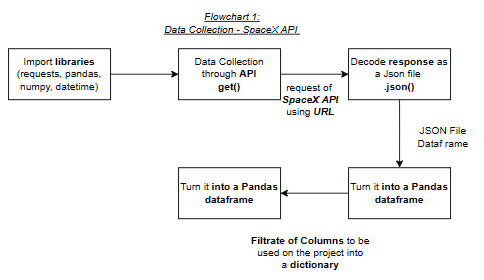 Flowchart 1:
Data Collection - SpaceX API
Import libraries
(requests, pandas,
numpy, datetime)
Data Collection
through API
get()
request of
SpaceX API
using URL
Decode response as
a Json file
.json()
JSON File
Dataf rame
Turn it into a Pandas
dataframe
Turn it into a Pandas
dataframe
Filtrate of Columns to be
used on the project into
a dictionary